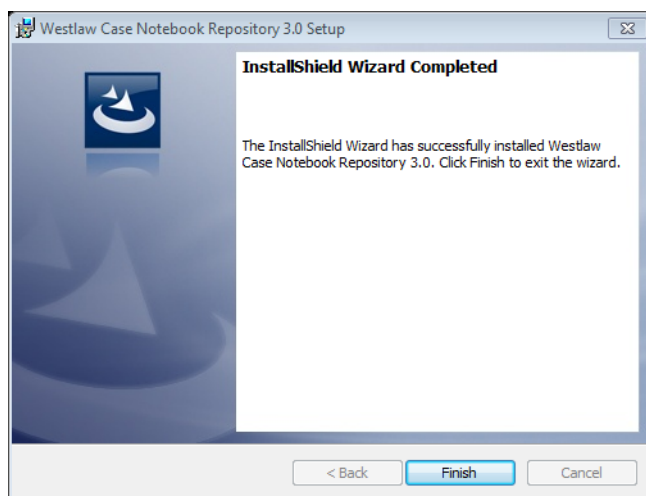 Westlaw Case Notebook Repository 3.0 Setup
InstallShield Wizard Completed
The InstallShield Wizard has successfully installed Westlaw
Case Notebook Repository 3.0. Click Finish to exit the wizard.
< Back
Finish
Cancel